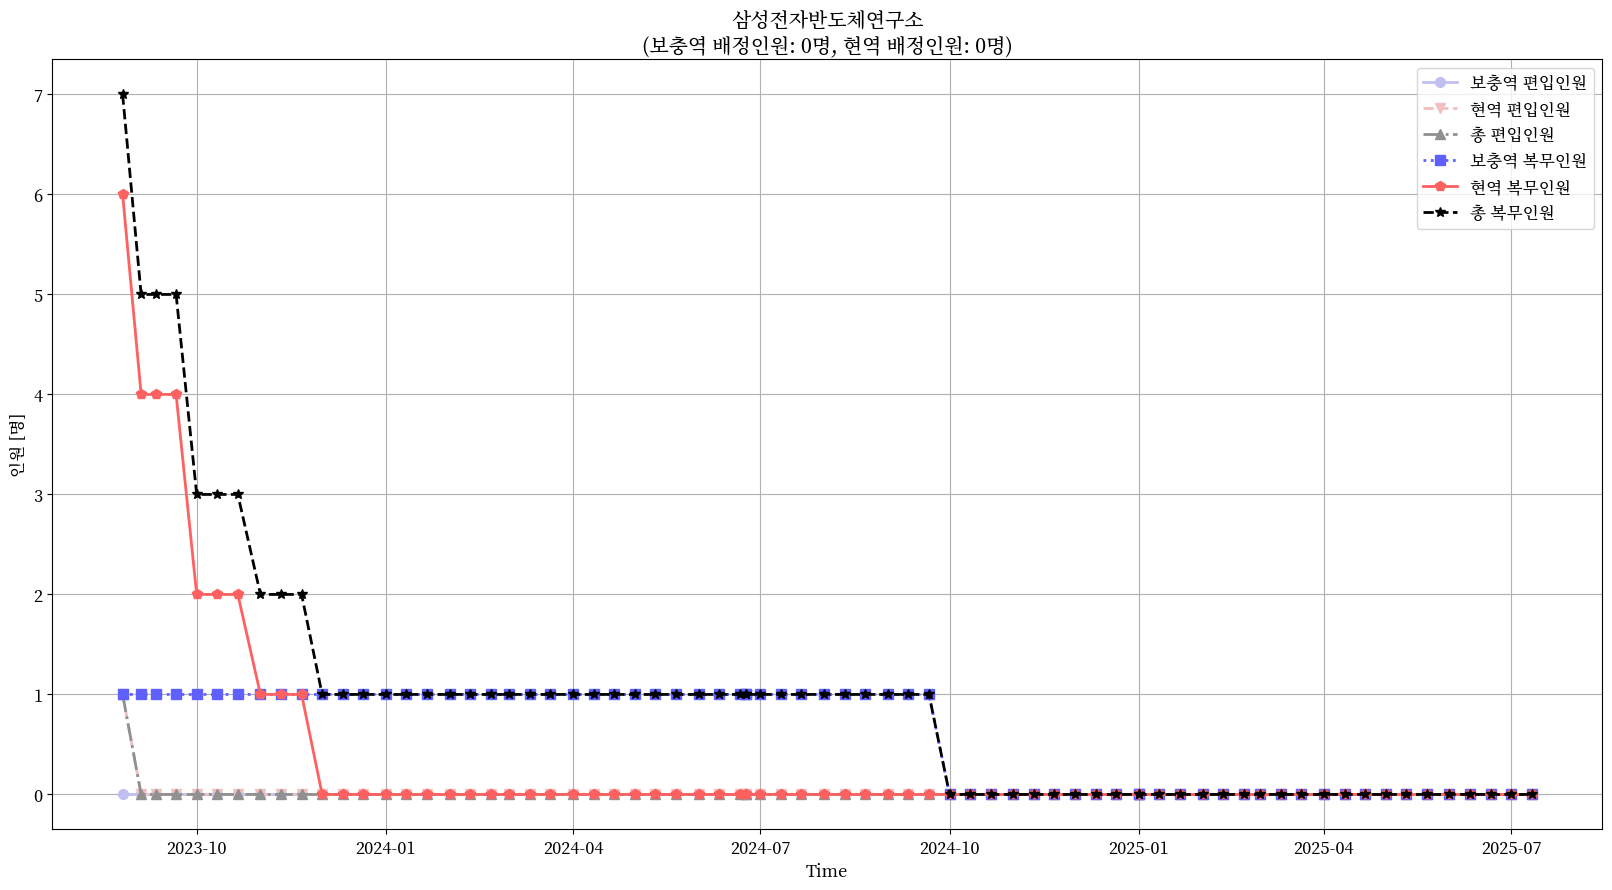 삼성전자반도체연구소
(보충역 배정인원: 0명, 현역 배정인원: 0명)
보충역 편입인원
현역 편입인원
총 편입인원
보충역 복무인원
현역 복무인원
총 복무인원
인원 [명]
7
6
5
4
3
2
1
0
2023-10
2024-01
2024-04
2024-07
2024-10
2025-01
2025-04
2025-07
Time